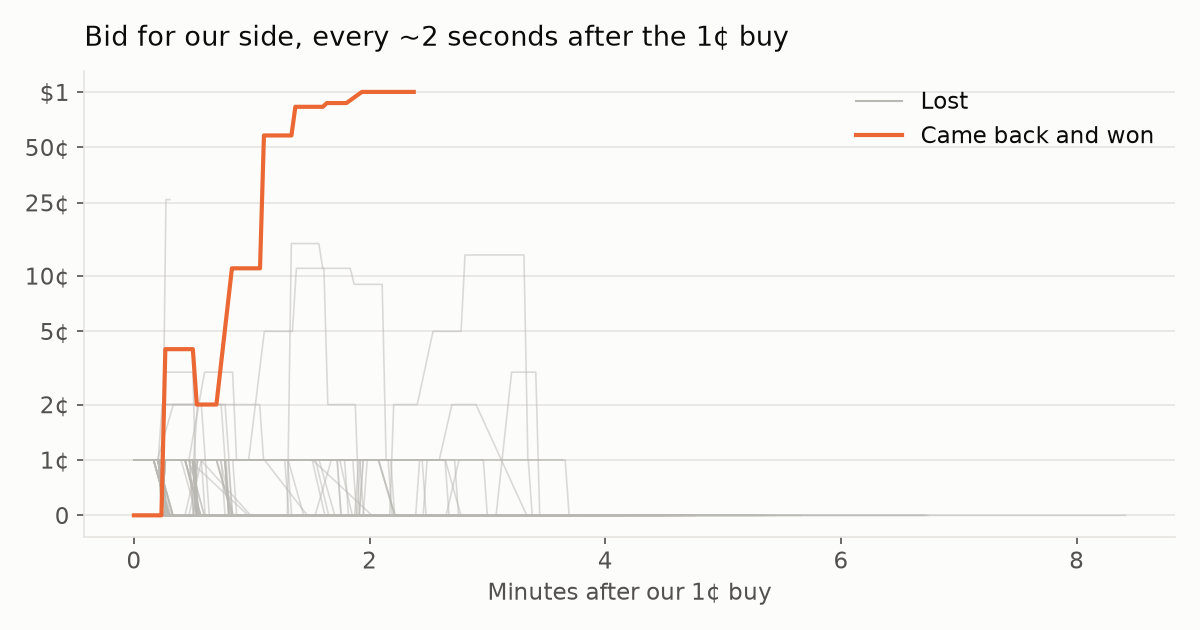 Bid for our side, every ~2 seconds after the 1¢ buy
$1
50¢
25¢
10¢
5¢
2¢
1¢
0
Lost
Came back and won
0 2 4 6 8
Minutes after our 1¢ buy